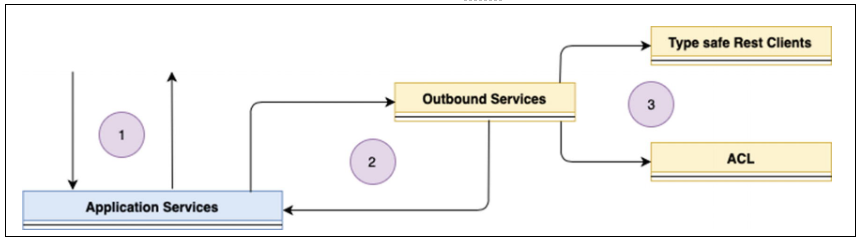 Type safe Rest Clients
Outbound Services
3
1
2
ACL
Application Services